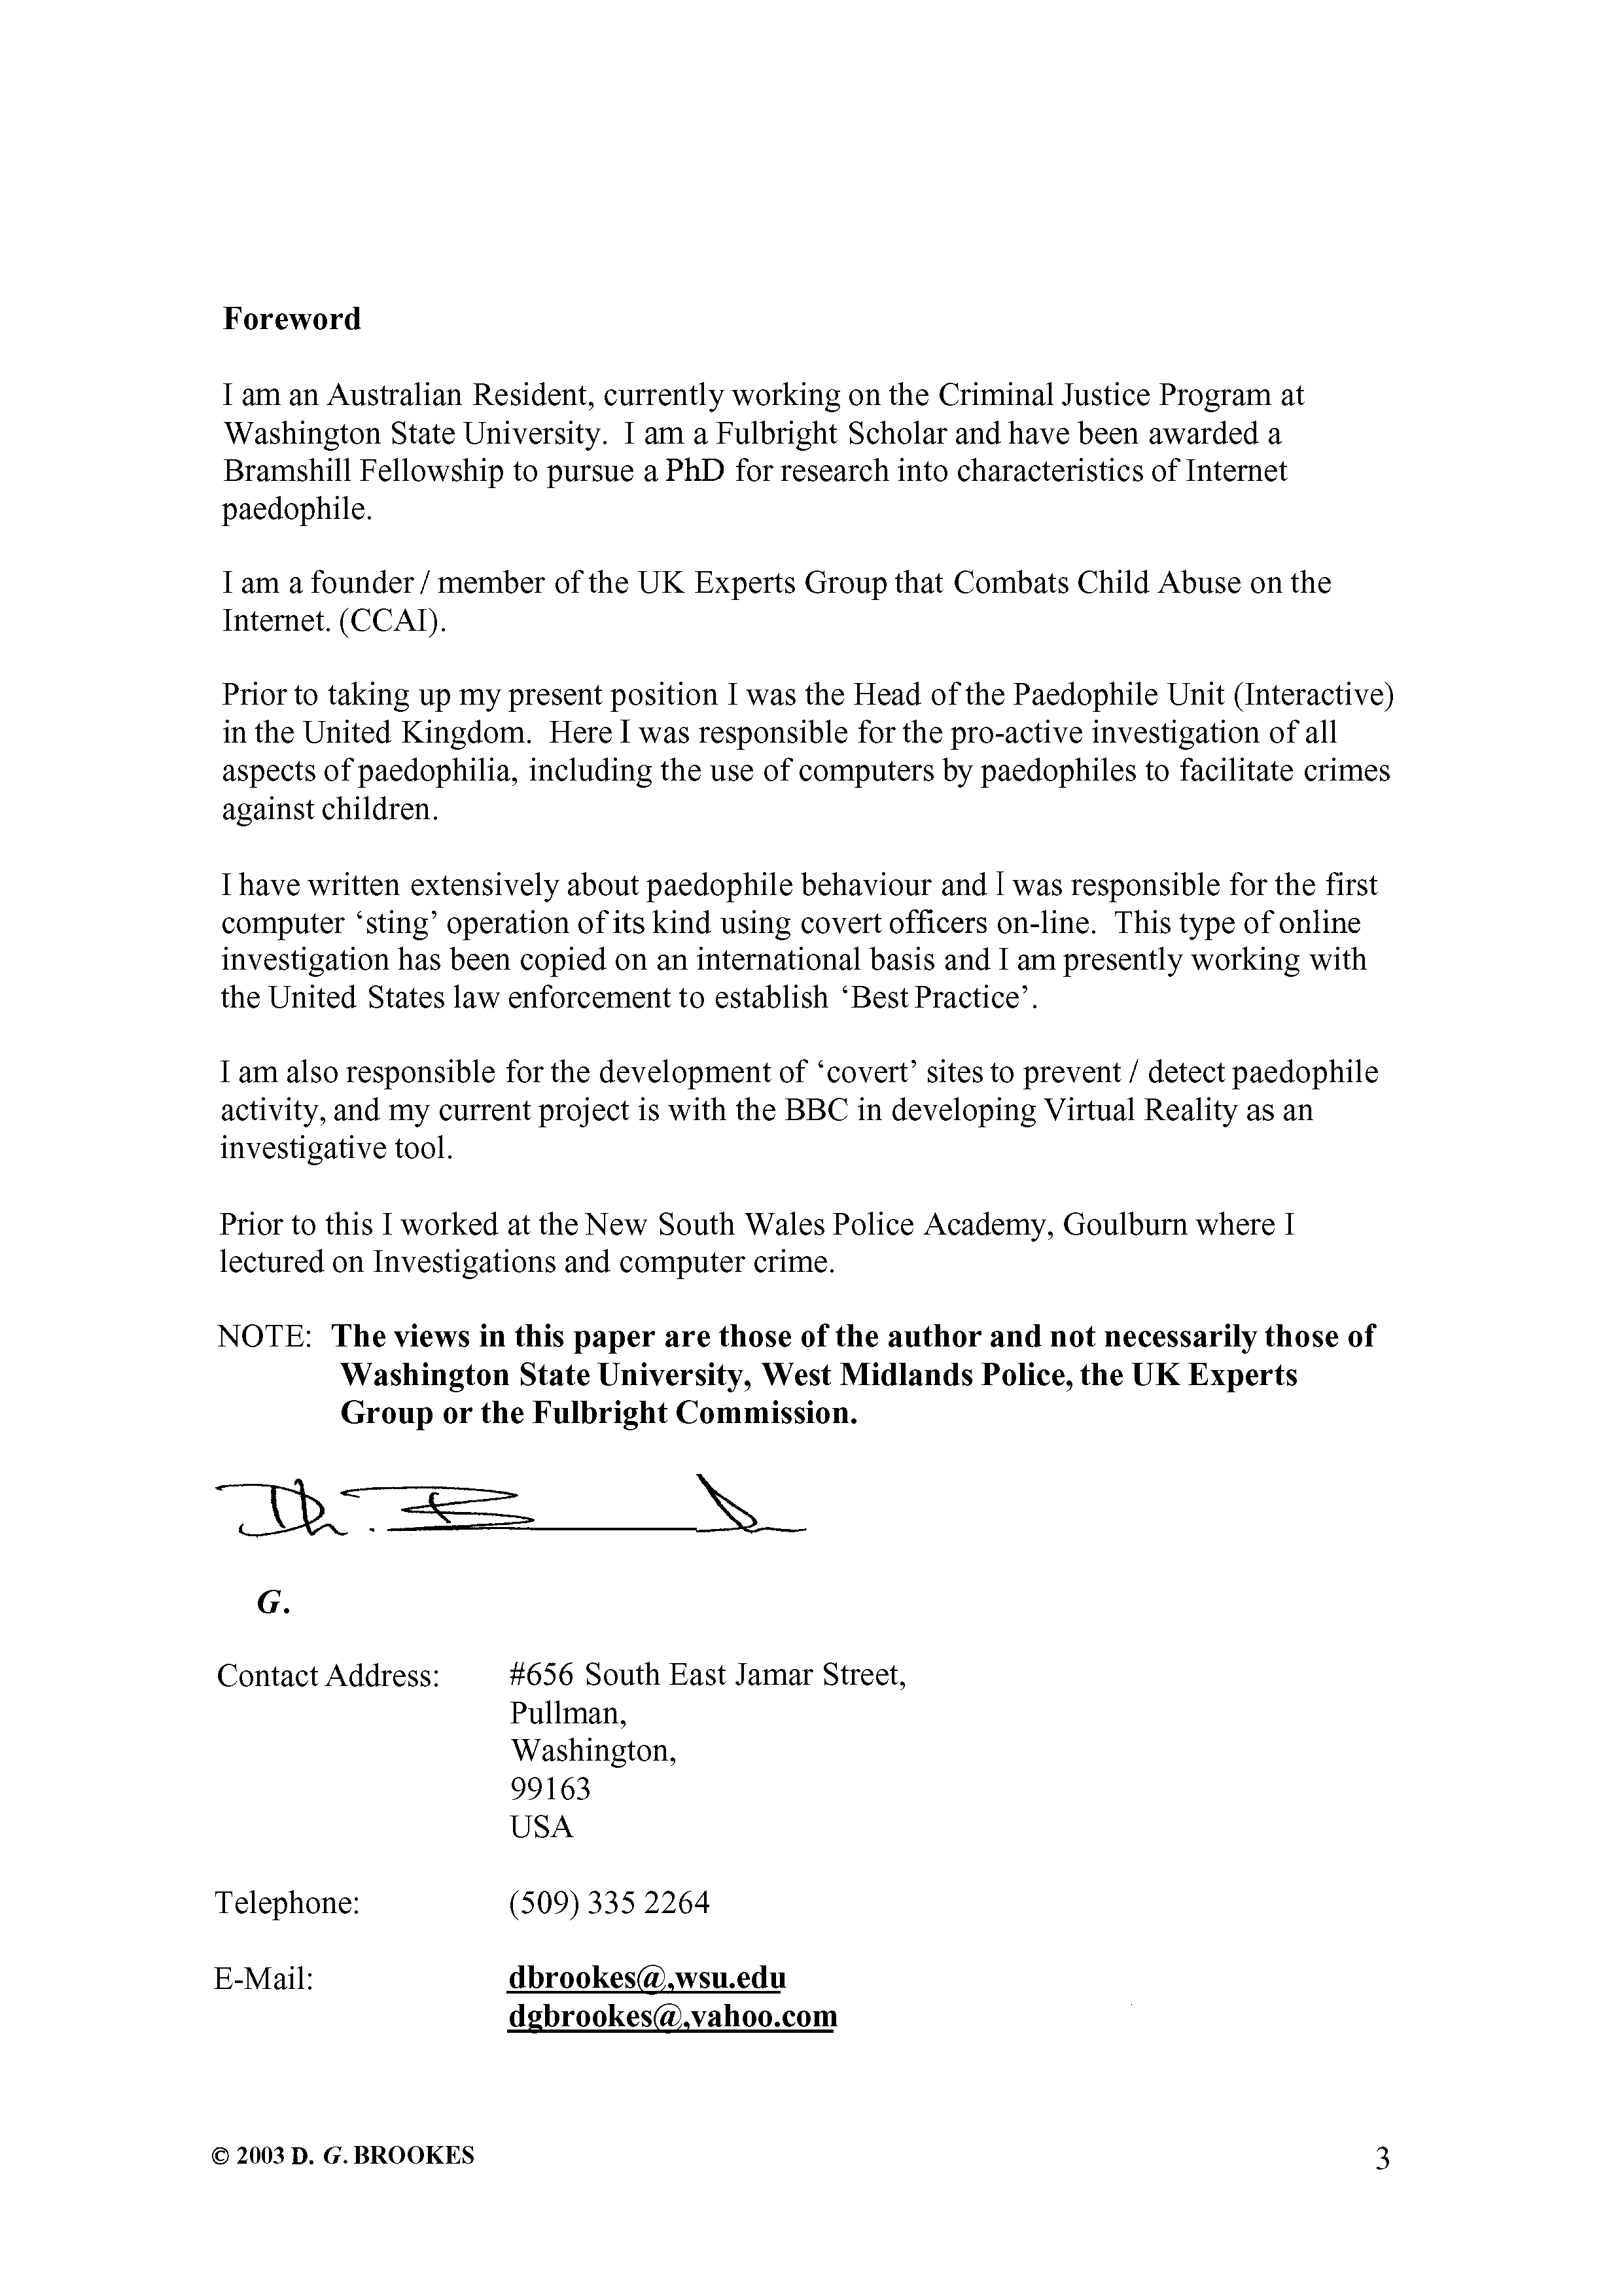 Foreword
I am an Australian Resident, currently working on the Criminal Justice Program at
Washington State University. I am a Fulbright Scholar and have been awarded a
Bramshill Fellowship to pursue a PhD for research into characteristics of Internet
paedophile.
I am a founder / member of the UK Experts Group that Combats Child Abuse on the
Internet. (CCAI).
Prior to taking up my present position I was the Head of the Paedophile Unit (Interactive)
in the United Kingdom. Here I was responsible for the pro-active investigation of all
aspects of paedophilia, including the use of computers by paedophiles to facilitate crimes
against children.
I have written extensively about paedophile behaviour and I was responsible for the first
computer ‘sting’ operation of its kind using covert officers on-line. This type of online
investigation has been copied on an international basis and I am presently working with
the United States law enforcement to establish ‘Best Practice’.
I am also responsible for the development of ‘covert’ sites to prevent / detect paedophile
activity, and my current project is with the BBC in developing Virtual Reality as an
investigative tool.
Prior to this I worked at the New South Wales Police Academy, Goulburn where I
lectured on Investigations and computer crime.
NOTE: The views in this paper are those of the author and not necessarily those of
Washington State University, West Midlands Police, the UK Experts
Group or the Fulbright Commission.
G.
Contact Address: #656 South East Jamar Street,
Pullman,
Washington,
99163
USA
Telephone: (509) 335 2264
E-Mail: dbrookes@,wsu.edu
dgbrookes@,vahoo.com
© 2003 D. G. BROOKES 3